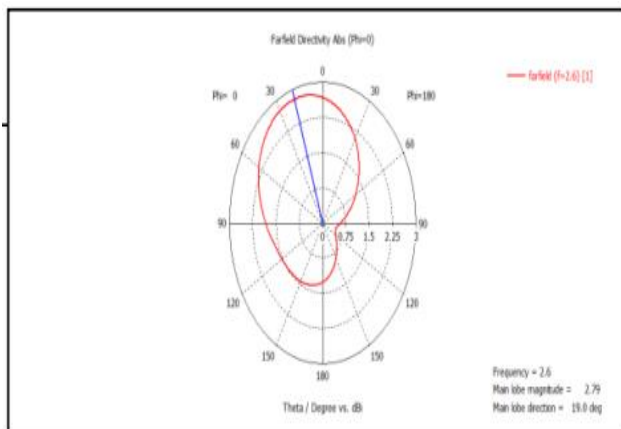 Farfield Directivity Abs (Phi=0)
farfield (f=2.6) [1]
0
Phi= 0 30 30 Phi=180
60 60
90 0 0.75 1.5 2.25 3 90
120 120
150 150
180
Theta / Degree vs. dB
Frequency = 2.6
Main lobe magnitude = 2.79
Main lobe direction = 19.0 deg